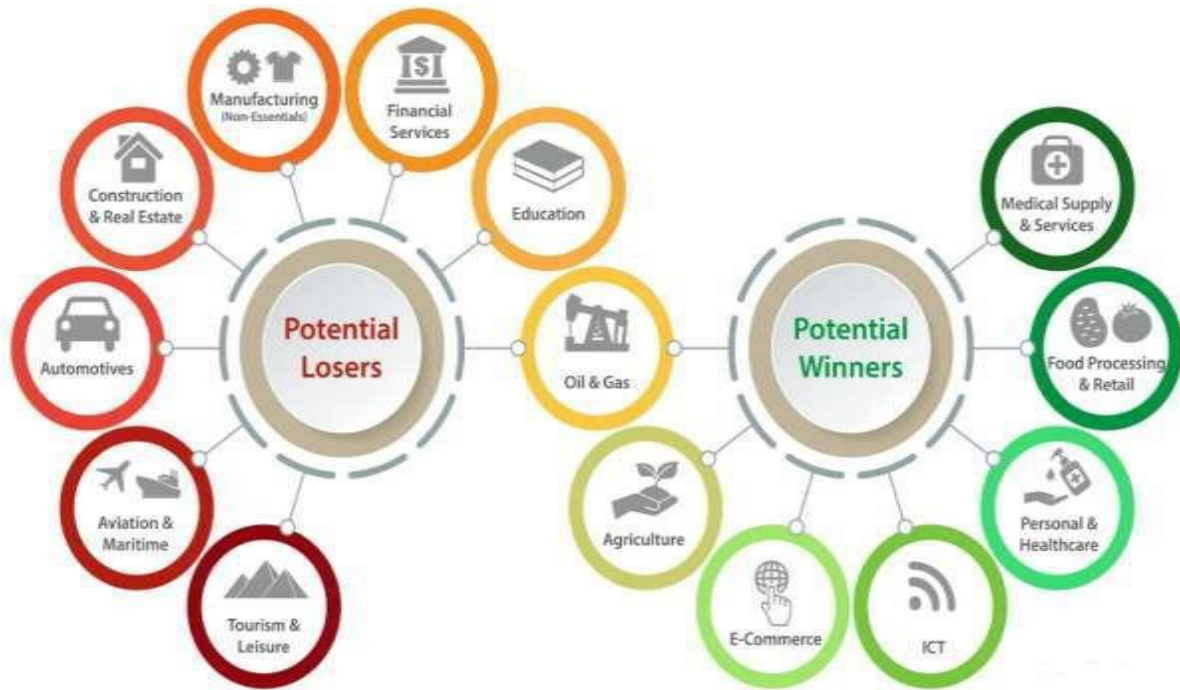 Manufacturing
(Non-Essentials)
Financial
Services
Construction
& Real Estate
Education
Automotives
Potential
Losers
Oil & Gas
Aviation &
Maritime
Tourism &
Leisure
Potential
Winners
Medical Supply
& Services
Food Processing
& Retail
Personal &
Healthcare
Agriculture
E-Commerce
ICT